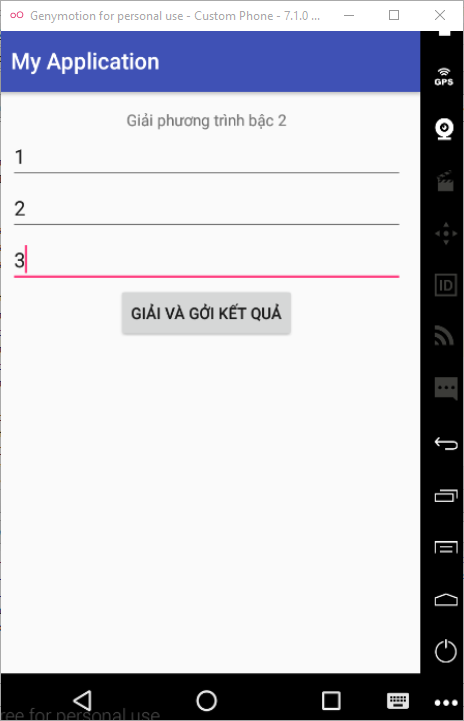 Genymotion for personal use - Custom Phone - 7.1.0 ...
My Application
GPS
Giải phương trình bậc 2
1
2
3
ID
GIẢI VÀ GỞI KẾT QUẢ
ree for personal use